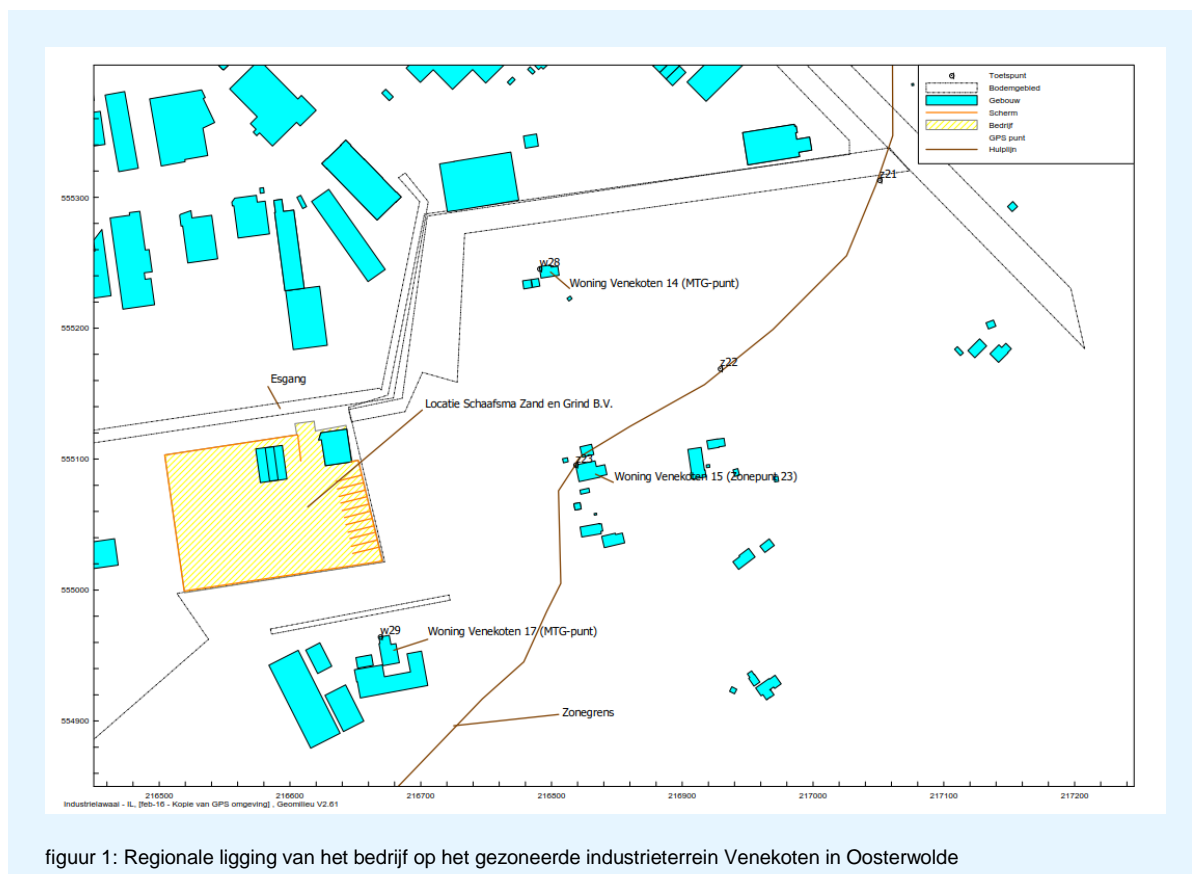 Toetspunt
Bodemgebied
Gebouw
Scherm
Bedrijf
GPS punt
Hulplijn
z21
555300
w28
Woning Venekoten 14 (MTG-punt)
555200
z22
Esgang
Locatie Schaafsma Zand en Grind B.V.
555100
z23
Woning Venekoten 15 (Zonepunt 23)
555000
w29
Woning Venekoten 17 (MTG-punt)
Zonegrens
554900
216500 216600 216700 216800 216900 217000 217100 217200
Industrielawaai - IL, [feb-16 - Kopie van GPS omgeving] , Geomilieu V2.61
figuur 1: Regionale ligging van het bedrijf op het gezoneerde industrieterrein Venekoten in Oosterwolde